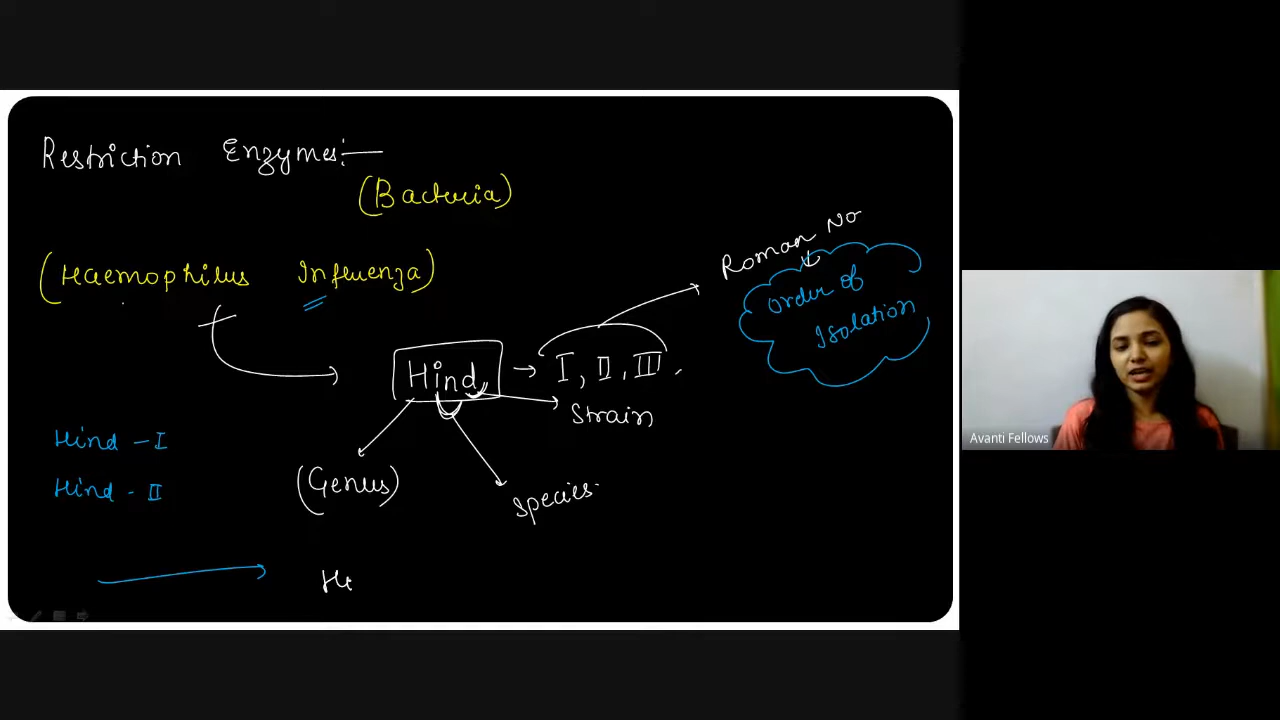 Restriction Enzymes:—
(Bacteria)
(Haemophilus Influenza)
Roman No
Order of
Isolation
Hind → I, II, III,
Strain
Hind - I
Hind - II
(Genus)
Species
Avanti Fellows